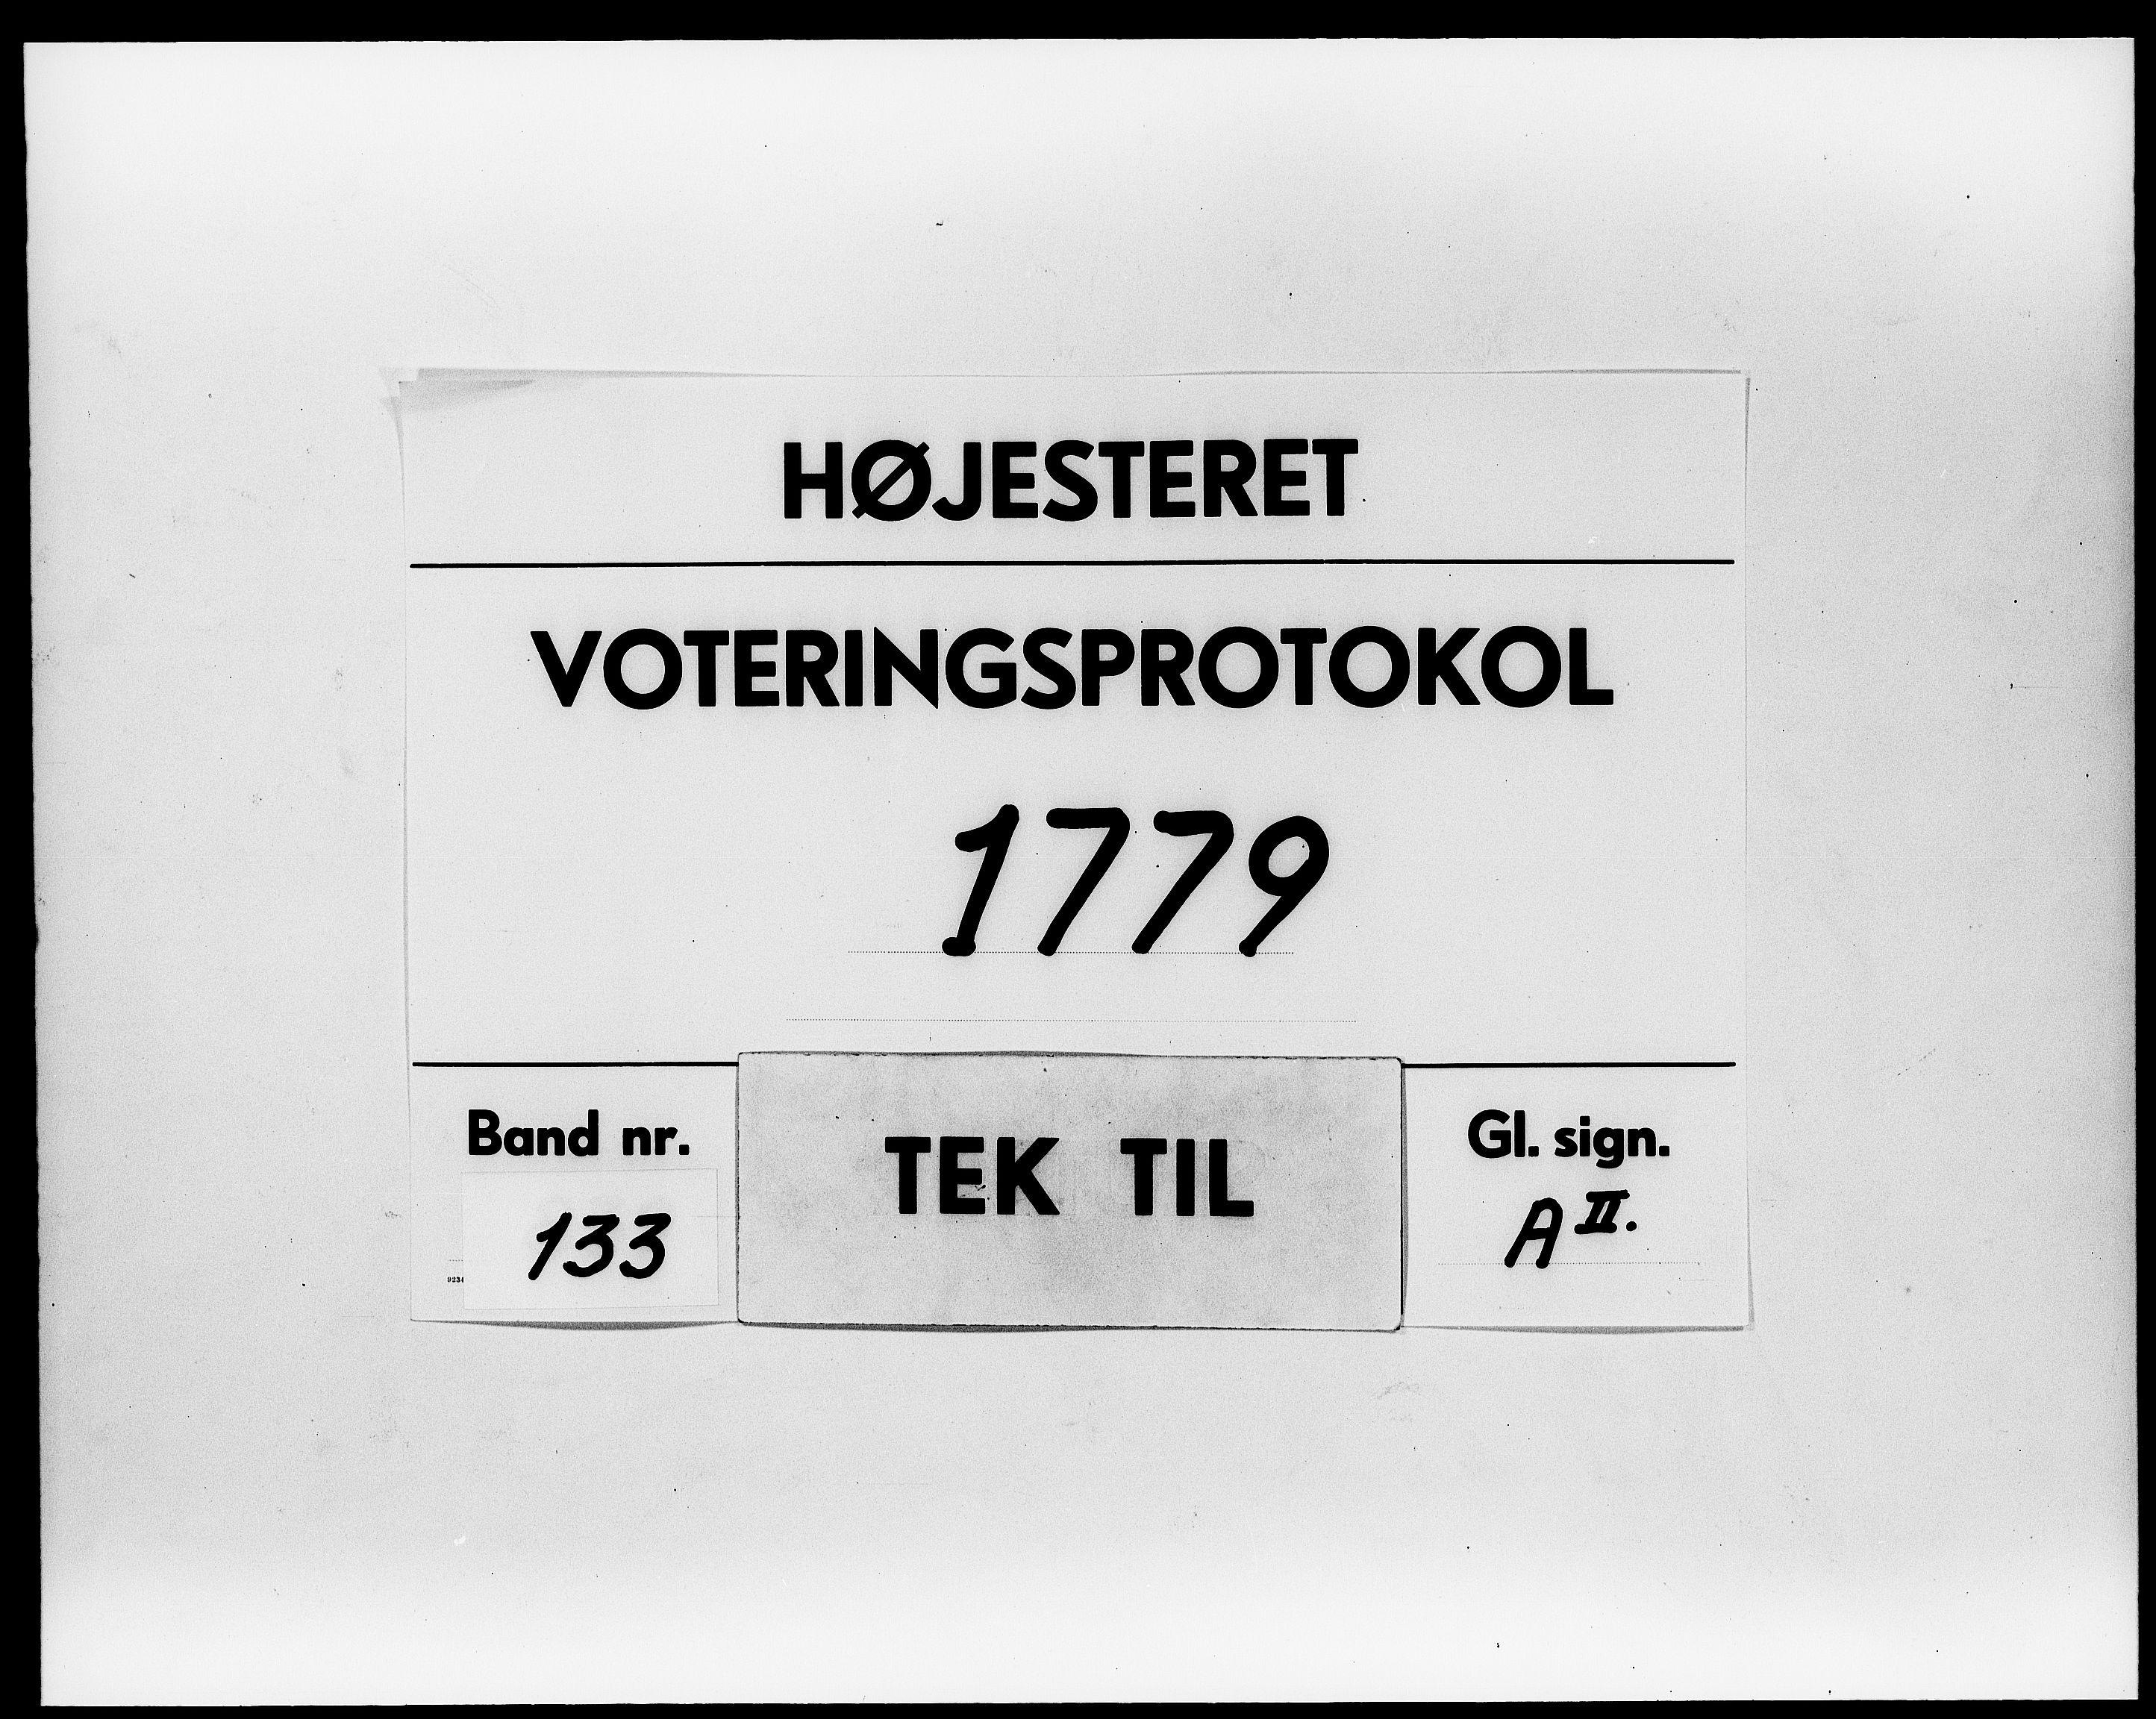 HØJESTERET
VOTERINGSPROTOKOL
1779
Band nr.
133
TEK TIL
Gl. sign.
A II.